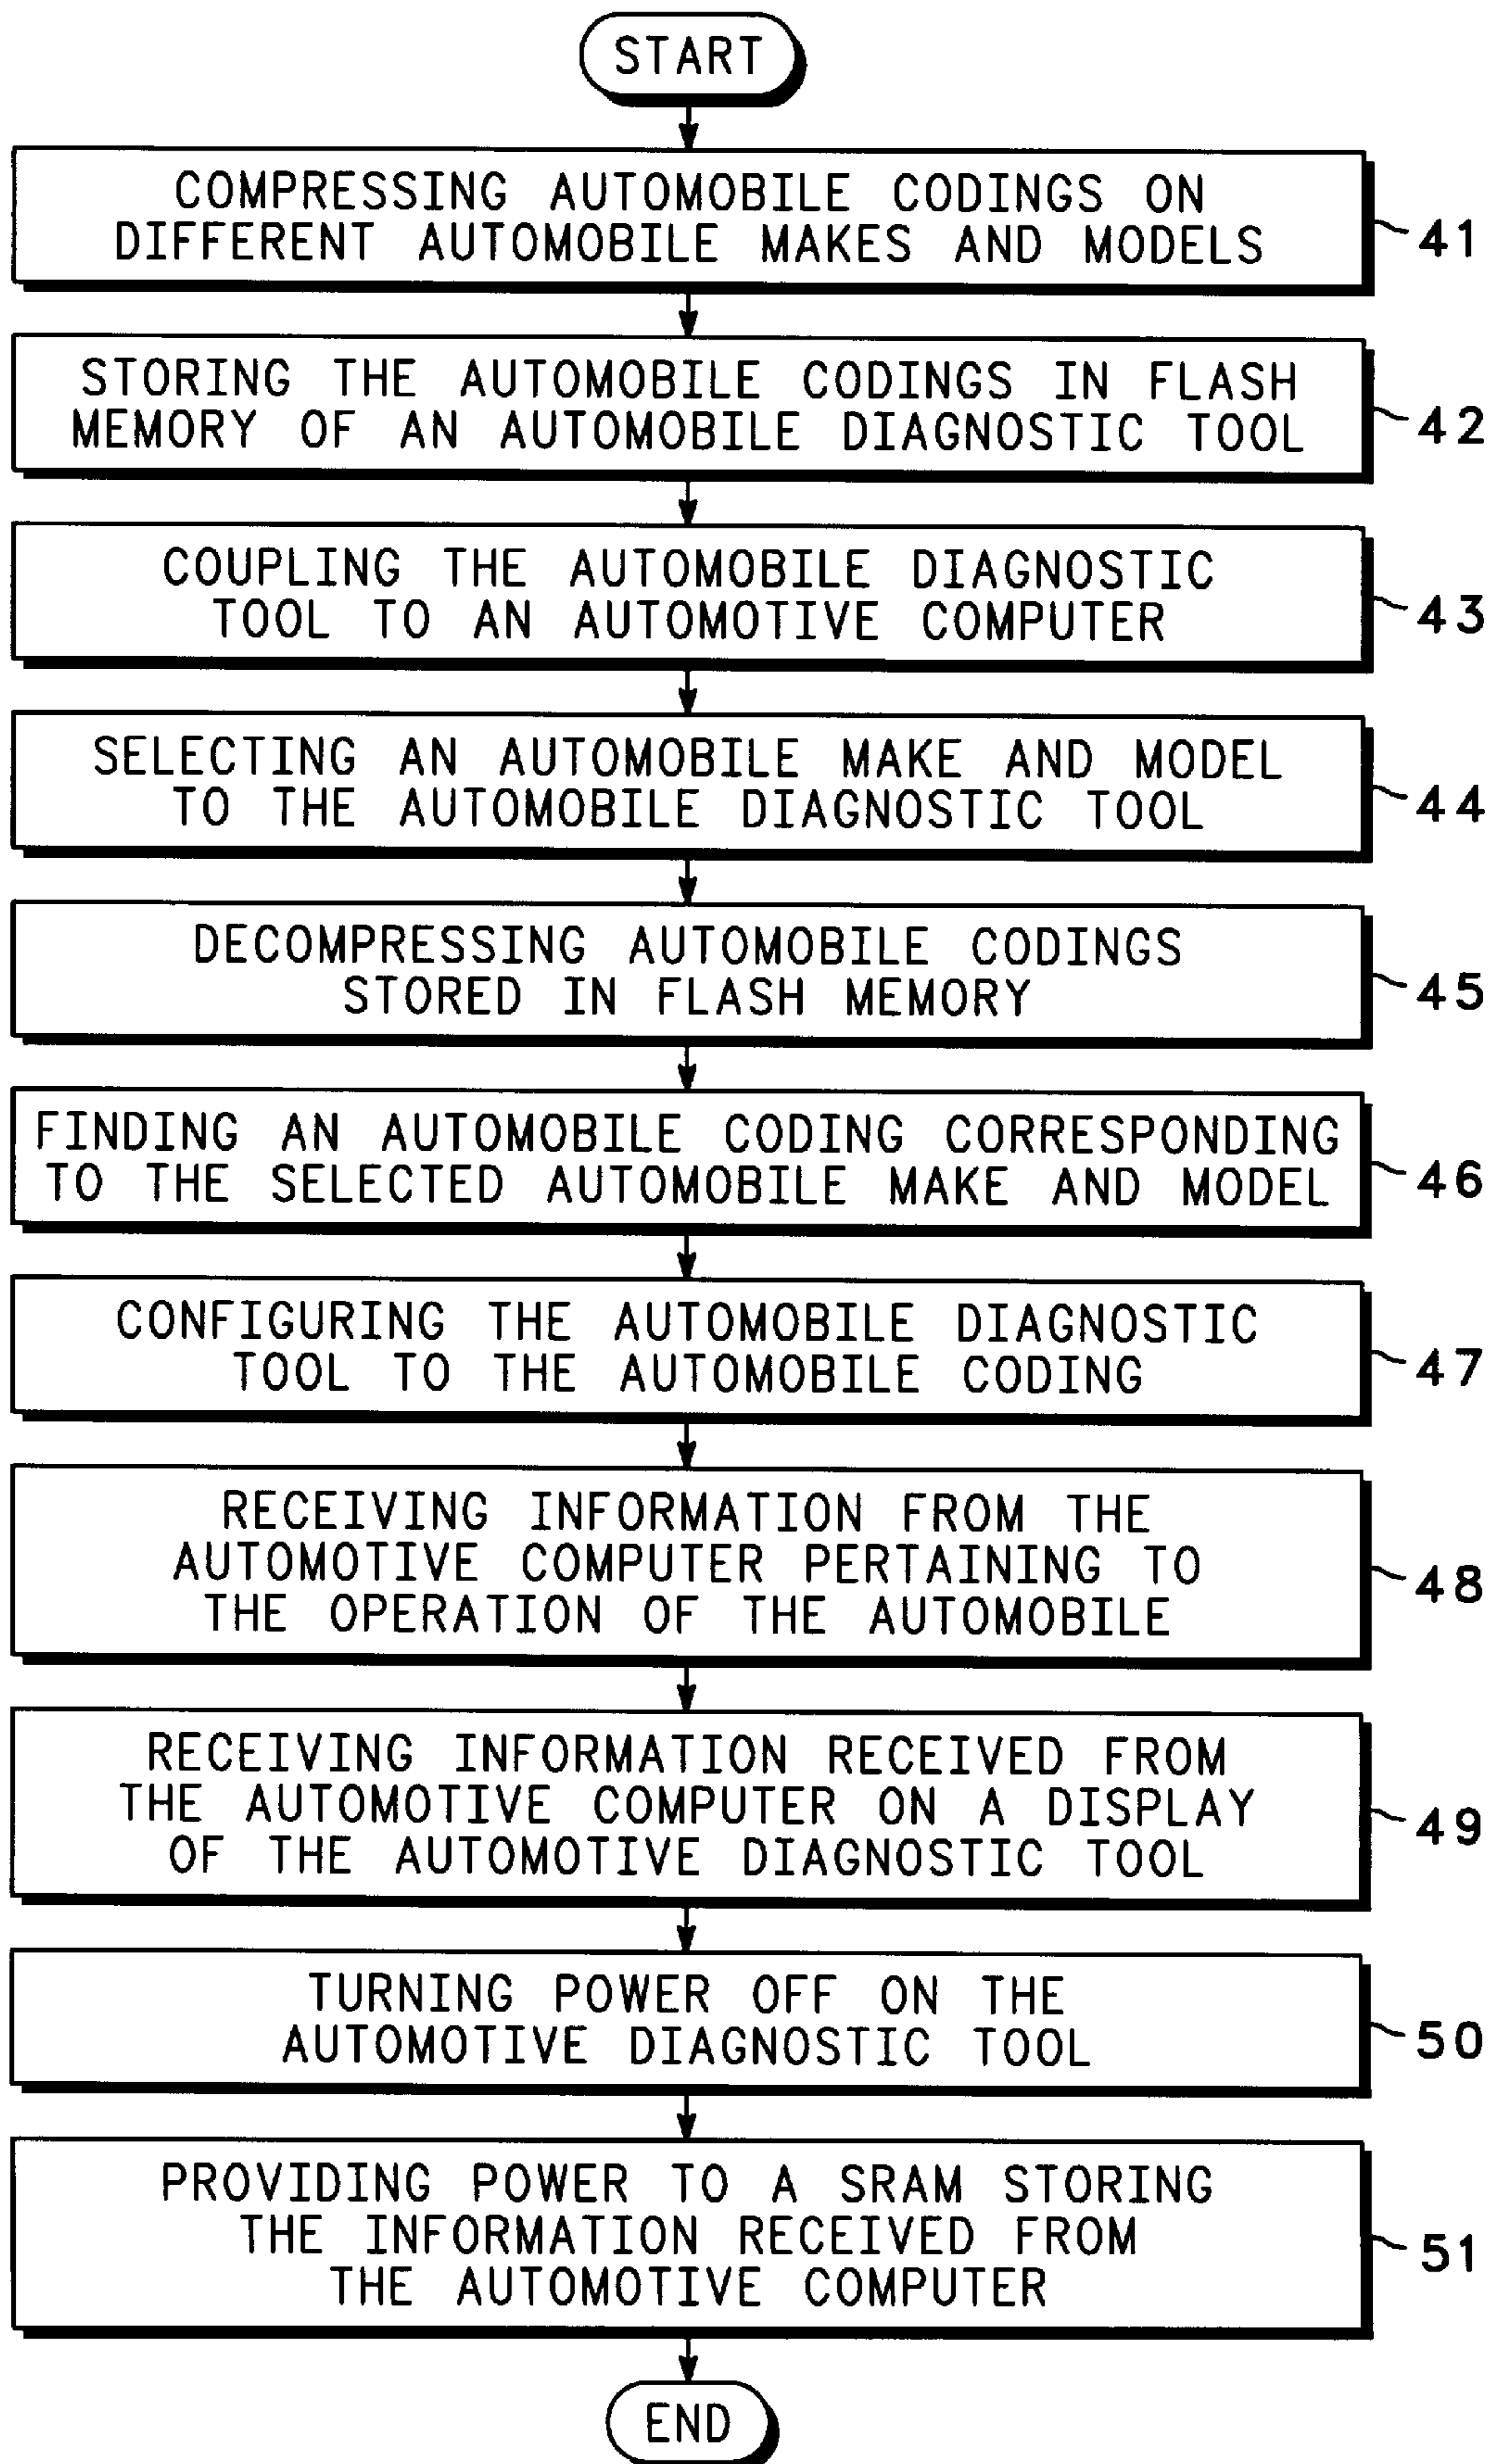 START
COMPRESSING AUTOMOBILE CODINGS ON
DIFFERENT AUTOMOBILE MAKES AND MODELS
41
STORING THE AUTOMOBILE CODINGS IN FLASH
MEMORY OF AN AUTOMOBILE DIAGNOSTIC TOOL
42
COUPLING THE AUTOMOBILE DIAGNOSTIC
TOOL TO AN AUTOMOTIVE COMPUTER
43
SELECTING AN AUTOMOBILE MAKE AND MODEL
TO THE AUTOMOBILE DIAGNOSTIC TOOL
44
DECOMPRESSING AUTOMOBILE CODINGS
STORED IN FLASH MEMORY
45
FINDING AN AUTOMOBILE CODING CORRESPONDING
TO THE SELECTED AUTOMOBILE MAKE AND MODEL
46
CONFIGURING THE AUTOMOBILE DIAGNOSTIC
TOOL TO THE AUTOMOBILE CODING
47
RECEIVING INFORMATION FROM THE
AUTOMOTIVE COMPUTER PERTAINING TO
THE OPERATION OF THE AUTOMOBILE
48
RECEIVING INFORMATION RECEIVED FROM
THE AUTOMOTIVE COMPUTER ON A DISPLAY
OF THE AUTOMOTIVE DIAGNOSTIC TOOL
49
TURNING POWER OFF ON THE
AUTOMOTIVE DIAGNOSTIC TOOL
50
PROVIDING POWER TO A SRAM STORING
THE INFORMATION RECEIVED FROM
THE AUTOMOTIVE COMPUTER
51
END